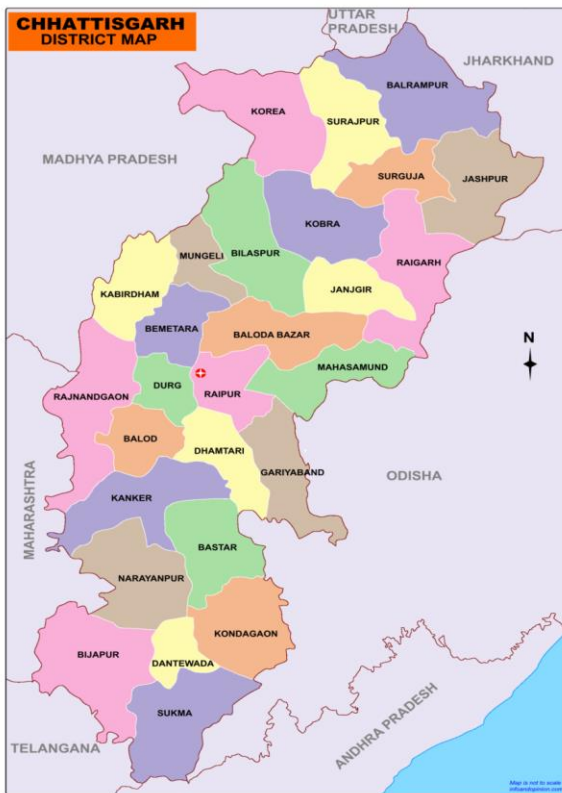 CHHATTISGARH
DISTRICT MAP
UTTAR
PRADESH
JHARKHAND
BALRAMPUR
KOREA
SURAJPUR
MADHYA PRADESH
SURGUJA
JASHPUR
KOBRA
MUNGELI
BILASPUR
RAIGARH
KABIRDHAM
JANJGIR
BEMETARA
BALODA BAZAR
N
MAHASAMUND
DURG
RAJNANDGAON
RAIPUR
BALOD
DHAMTARI
GARIYABAND
ODISHA
MAHARASHTRA
KANKER
BASTAR
NARAYANPUR
KONDAGAON
BIJAPUR
DANTEWADA
SUKMA
ANDHRA PRADESH
TELANGANA
Map is not to scale
infoandopinion.com